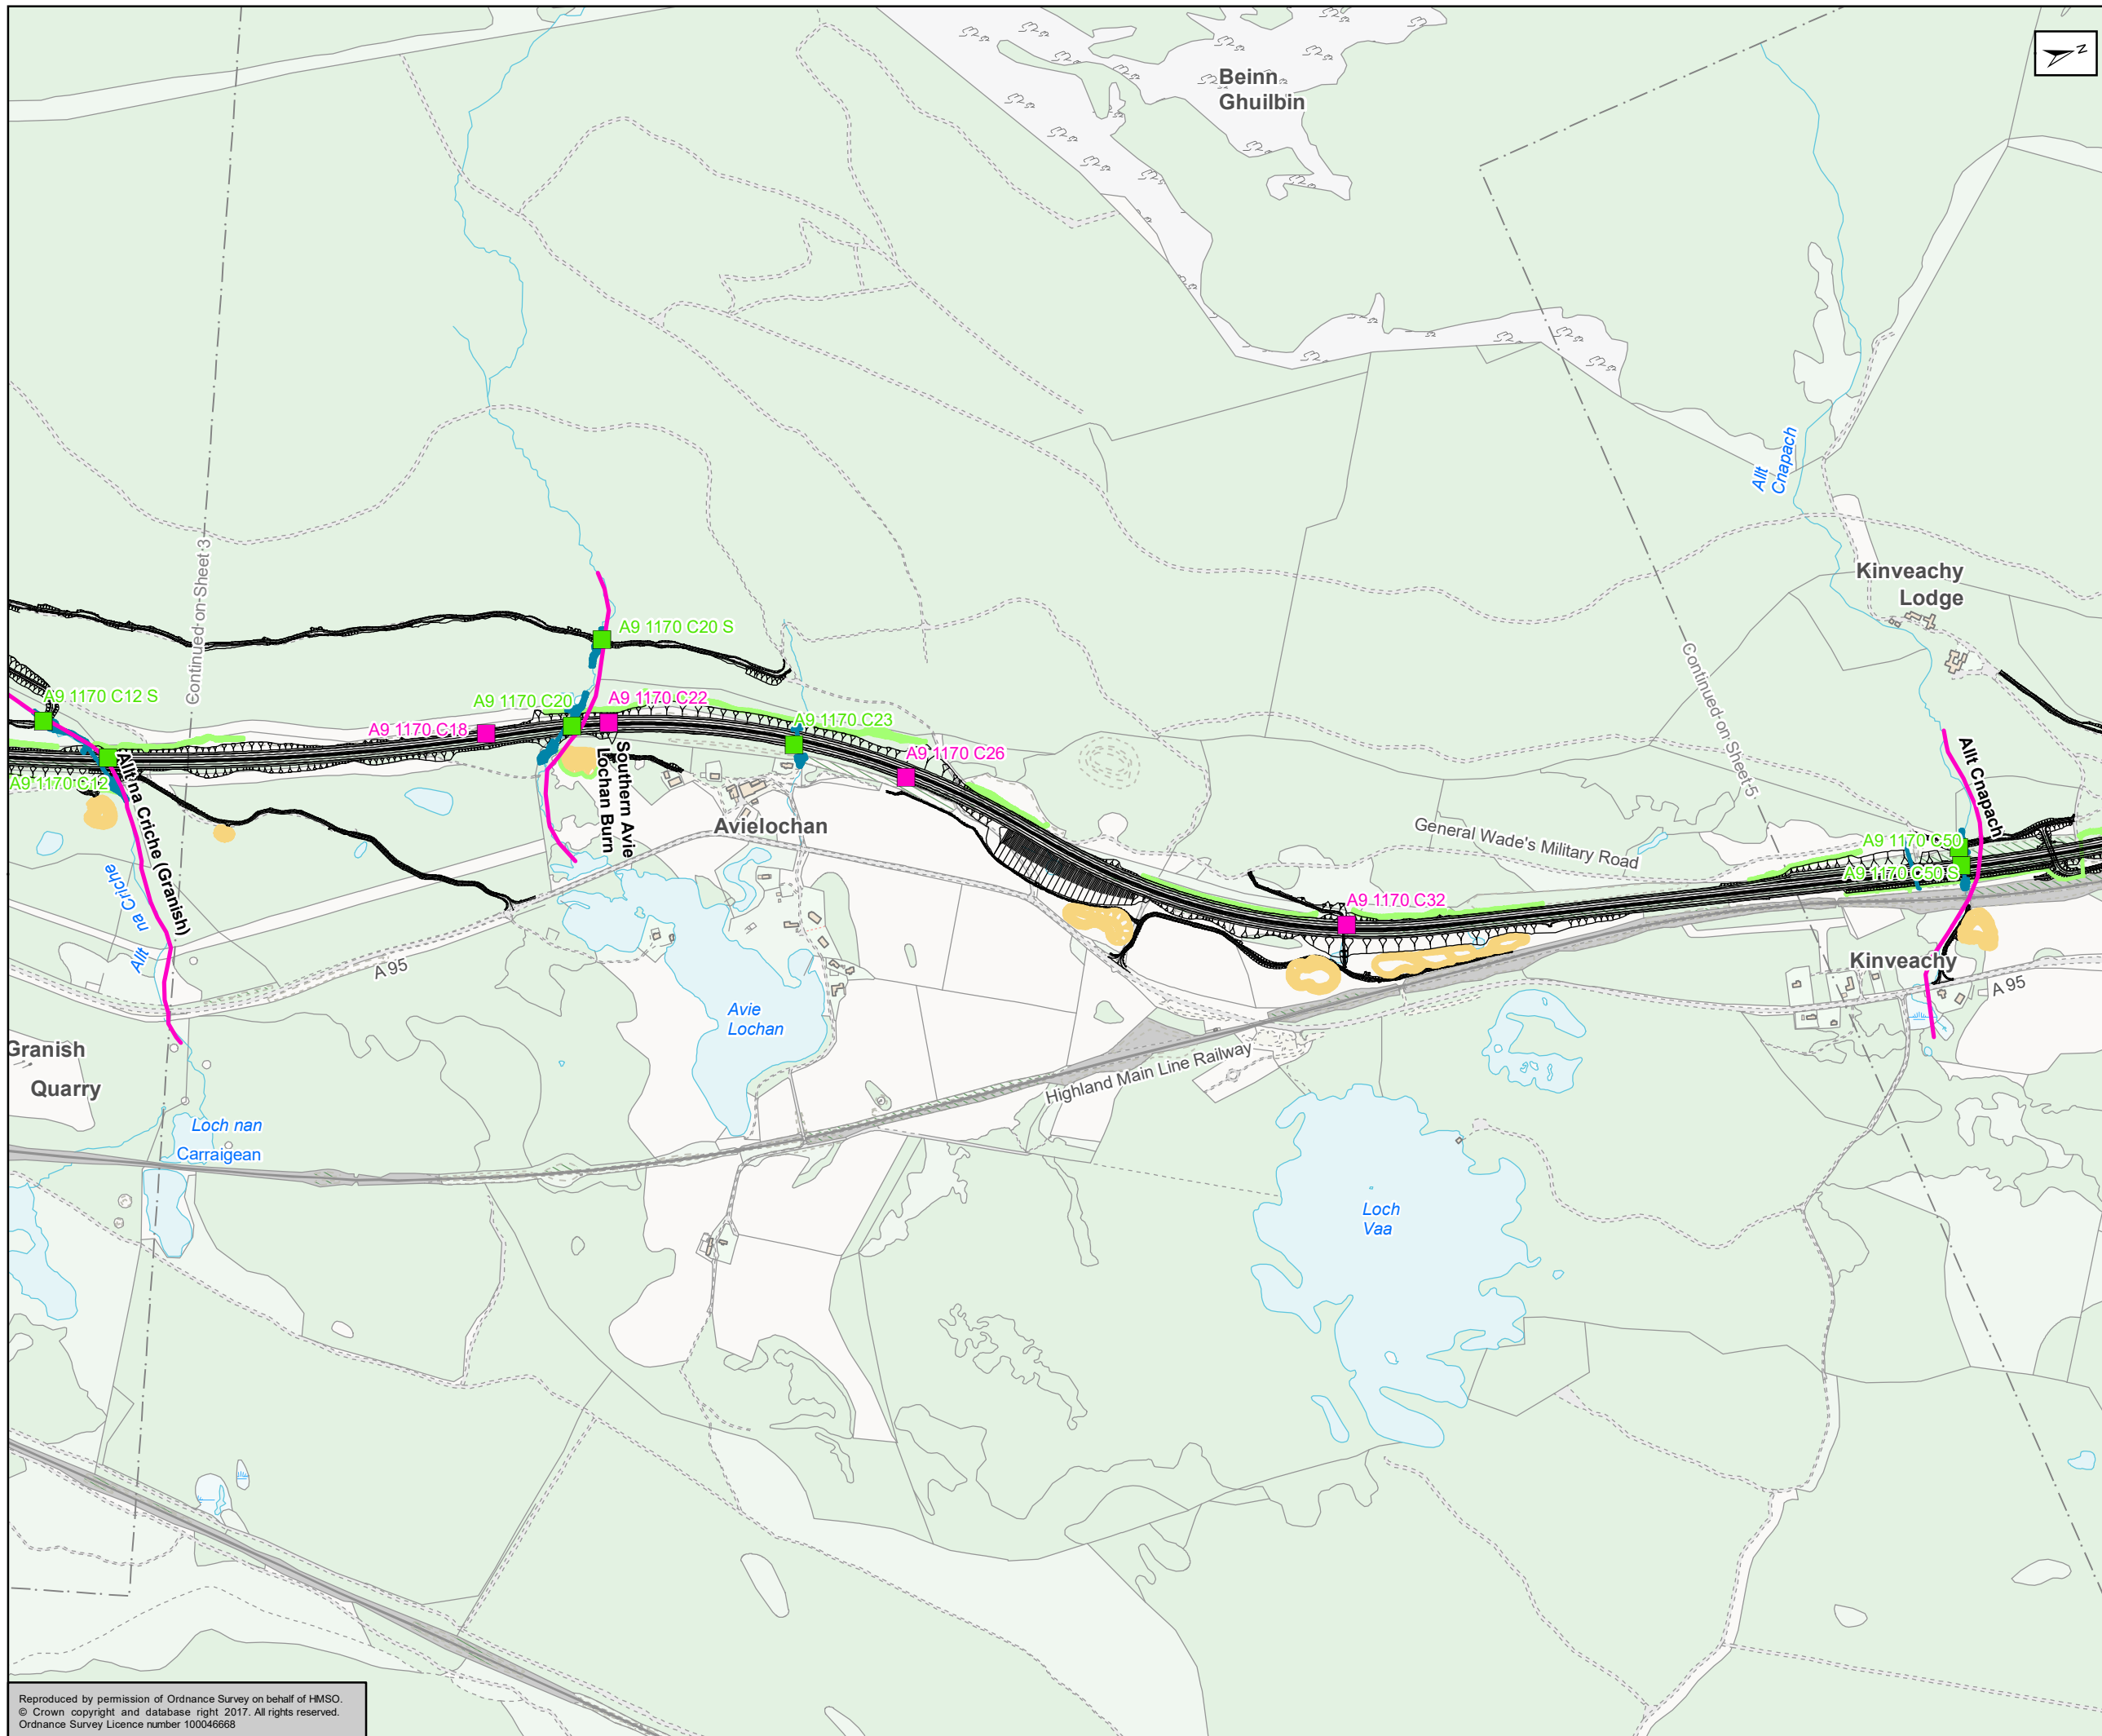 N
Beinn
Ghuilbin
Allt
Cnapach
Kinveachy
Lodge
Continued on Sheet 3
Continued on Sheet 5
A9 1170 C20 S
A9 1170 C12 S
A9 1170 C20
A9 1170 C22
A9 1170 C18
A9 1170 C23
A9 1170 C26
A9 1170 C12
Allt na Criche (Granish)
Southern Avie
Lochan Burn
Avielochan
General Wade's Military Road
Allt Cnapach
A9 1170 C50
A9 1170 C50 S
A9 1170 C32
Allt na Criche
A 95
Kinveachy
A 95
Avie
Lochan
Granish
Quarry
Highland Main Line Railway
Loch nan
Carraigean
Loch
Vaa
Reproduced by permission of Ordnance Survey on behalf of HMSO.
© Crown copyright and database right 2017. All rights reserved.
Ordnance Survey Licence number 100046668